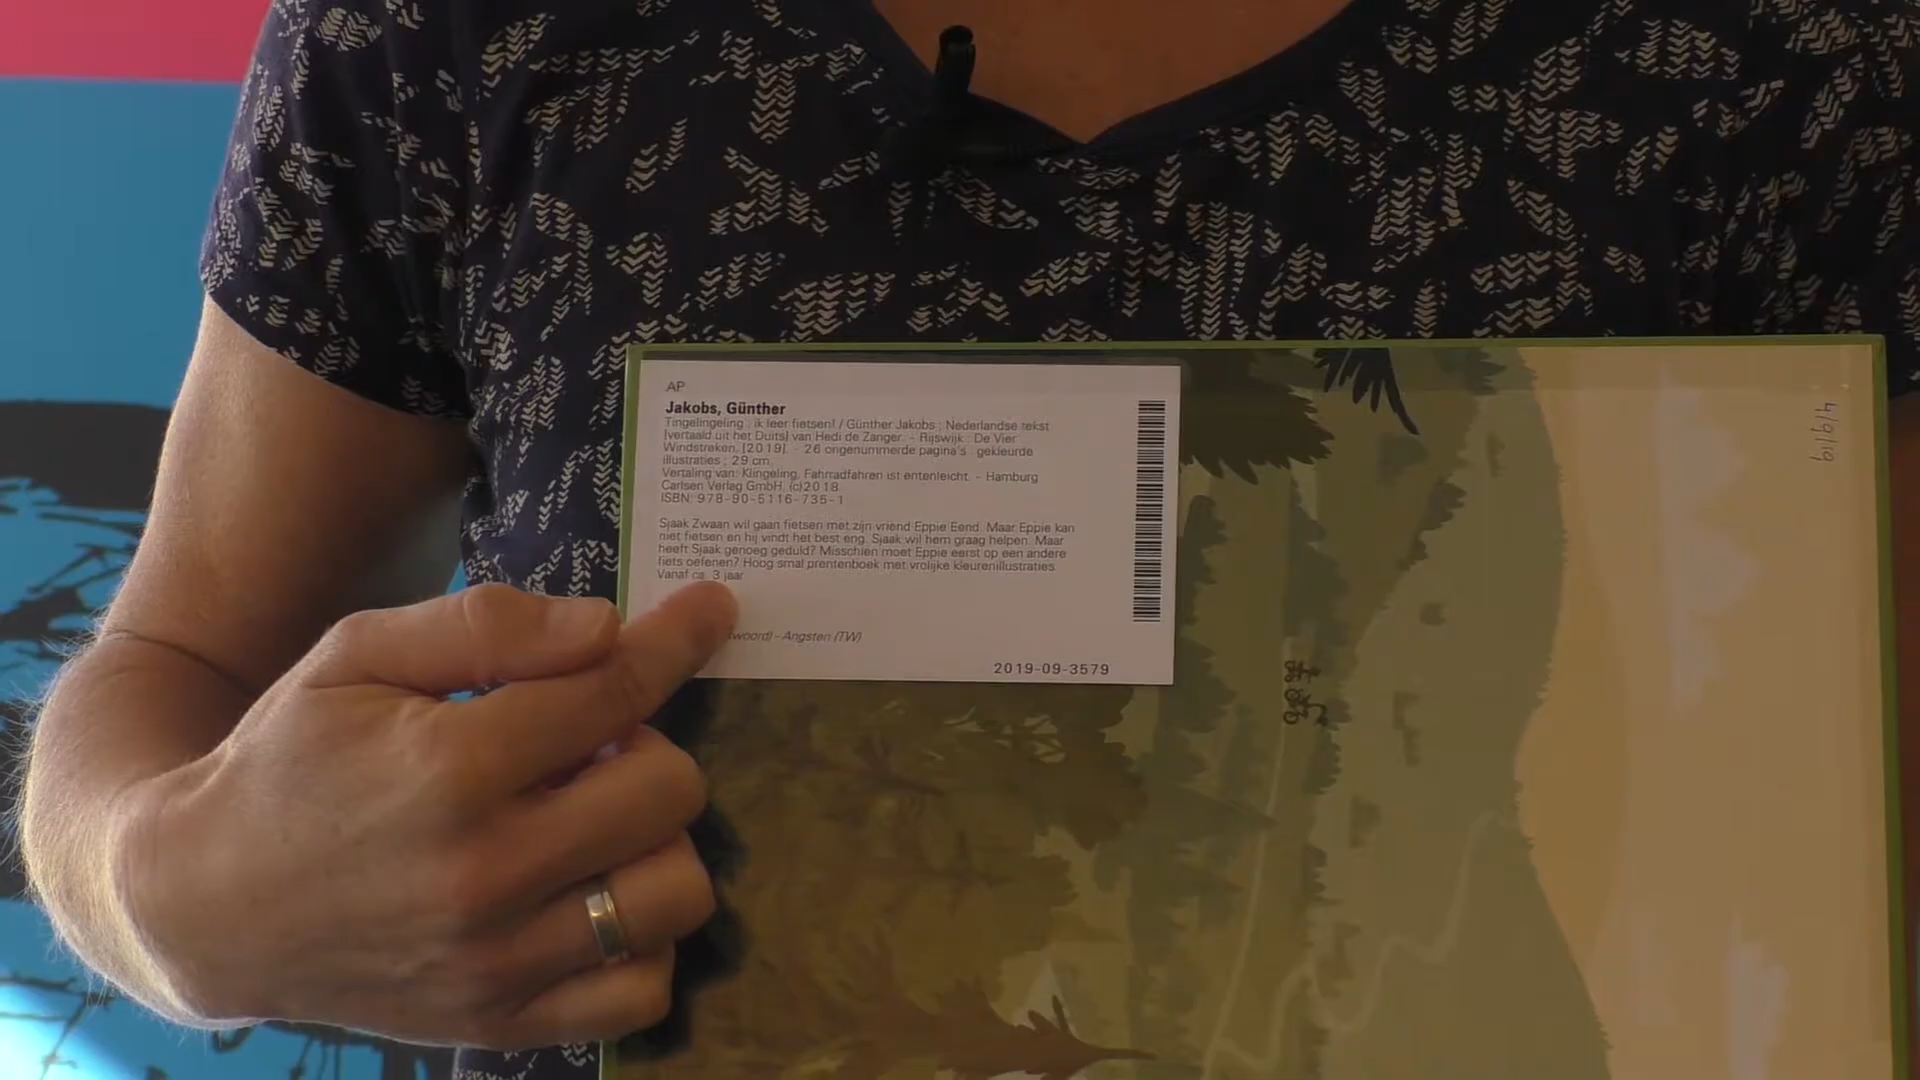 AP
Jakobs, Günther
Tingelingeling : ik leer fietsen! / Günther Jakobs ; Nederlandse tekst
[vertaald uit het Duits] van Hedi de Zanger. - Rijswijk : De Vier
Windstreken, [2019]. - 26 ongenummerde pagina's : gekleurde
illustraties ; 29 cm.
Vertaling van: Klingeling. Fahrradfahren ist entenleicht. - Hamburg
Carlsen Verlag GmbH, (c)2018.
ISBN: 978-90-5116-735-1
Sjaak Zwaan wil gaan fietsen met zijn vriend Eppie Eend. Maar Eppie kan
niet fietsen en hij vindt het best eng. Sjaak wil hem graag helpen. Maar
heeft Sjaak genoeg geduld? Misschien moet Eppie eerst op een andere
fiets oefenen? Hoog smal prentenboek met vrolijke kleurenillustraties.
Vanaf ca. 3 jaar
twoord) - Angsten (TW)
2019-09-3579